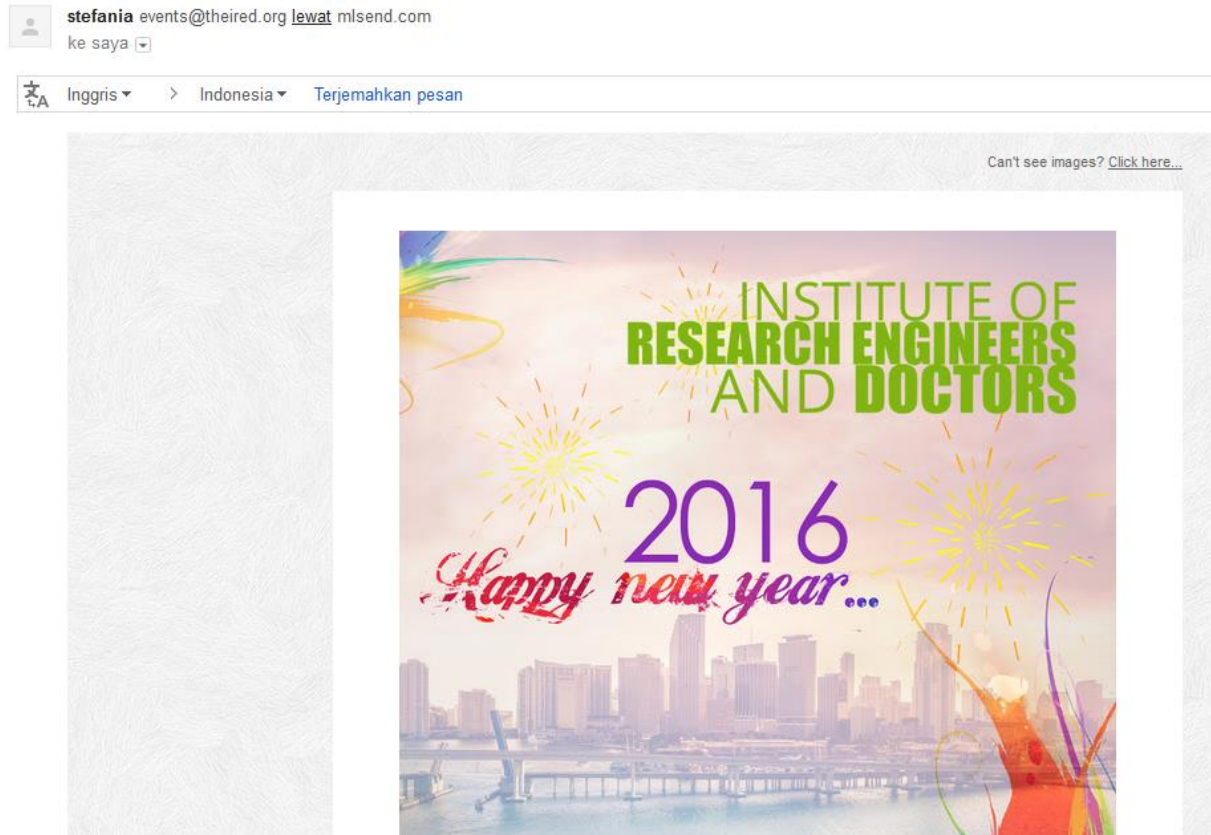 stefania events@theired.org lewat mlsend.com
ke saya
Inggris > Indonesia Terjemahkan pesan
Can't see images? Click here...
INSTITUTE OF
RESEARCH ENGINEERS
AND DOCTORS
2016
Happy new year...